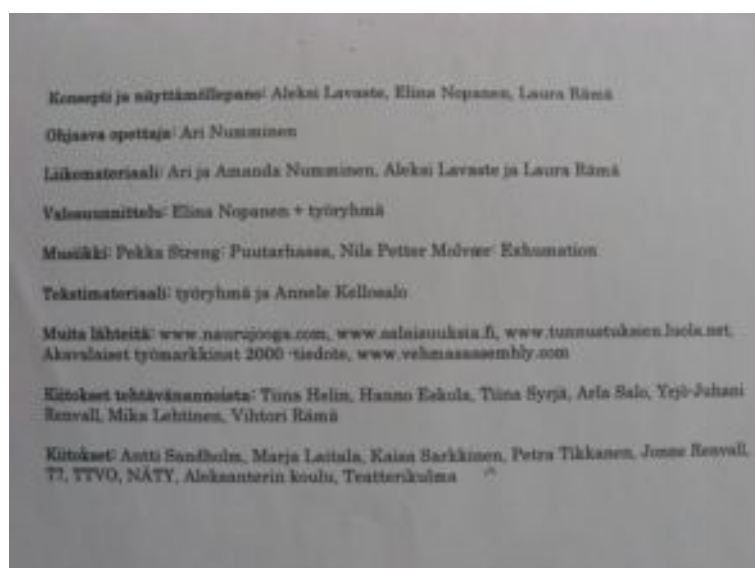 Konsepti ja näyttämöllepano: Aleksi Lavaste, Elina Nopanen, Laura Rämä
Ohjaava opettaja: Ari Numminen
Liikemateriaali: Ari ja Amanda Numminen, Aleksi Lavaste ja Laura Rämä
Valosuunnittelu: Elina Nopanen + työryhmä
Musiikki: Pekka Streng: Puutarhassa, Nils Petter Molvær: Exhumation
Tekstimateriaali: työryhmä ja Annele Kellosalo
Muita lähteitä: www.naurujooga.com, www.salaisuuksia.fi, www.tunnustuksien.luola.net,
Akavalaiset työmarkkinat 2000 -tiedote, www.vehmaassembly.com
Kiitokset tehtävänannoista: Tiina Helin, Hanno Eskola, Tiina Syrjä, Arla Salo, Yrjö-Juhani
Renvall, Mika Lehtinen, Vihtori Rämä
Kiitokset: Antti Sandholm, Marja Laitala, Kaisa Sarkkinen, Petra Tikkanen, Jonne Renvall,
T7, TTVO, NÄTY, Aleksanterin koulu, Teatterikulma